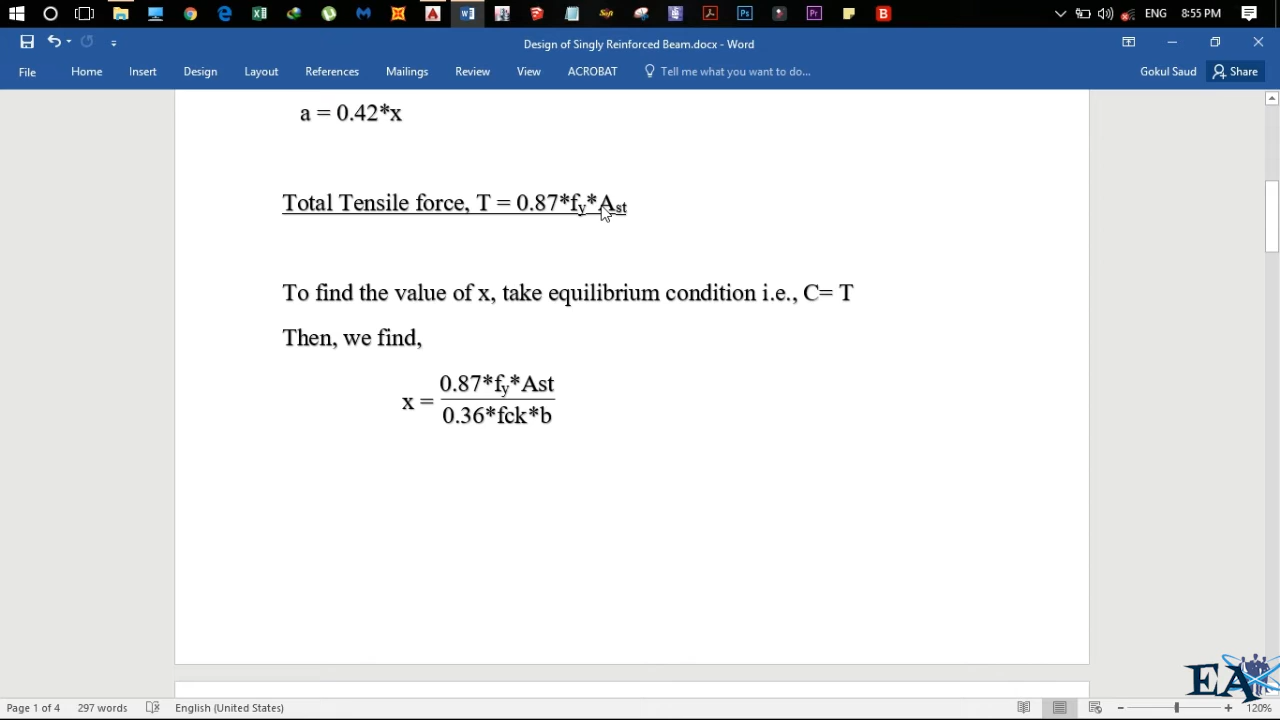 ENG 8:55 PM
Design of Singly Reinforced Beam.docx - Word
File Home Insert Design Layout References Mailings Review View ACROBAT Tell me what you want to do... Gokul Saud Share
a = 0.42*x
Total Tensile force, T = 0.87*fy*Ast
To find the value of x, take equilibrium condition i.e., C= T
Then, we find,
x = 0.87*fy*Ast
0.36*fck*b
EA
Page 1 of 4 297 words English (United States) 120%